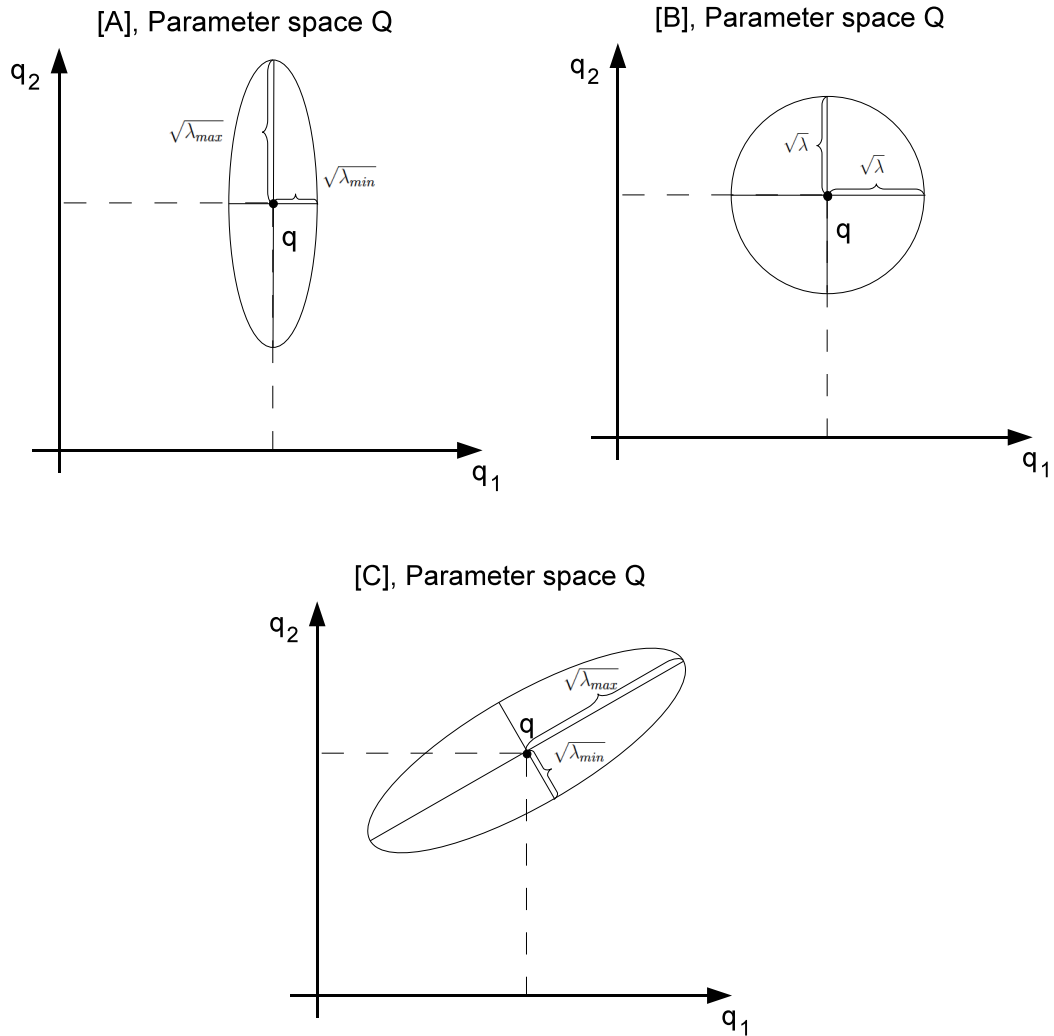 [A], Parameter space Q
q2
√λmax
√λmin
q
q1
[B], Parameter space Q
q2
√λ
√λ
q
q1
[C], Parameter space Q
q2
√λmax
q
√λmin
q1